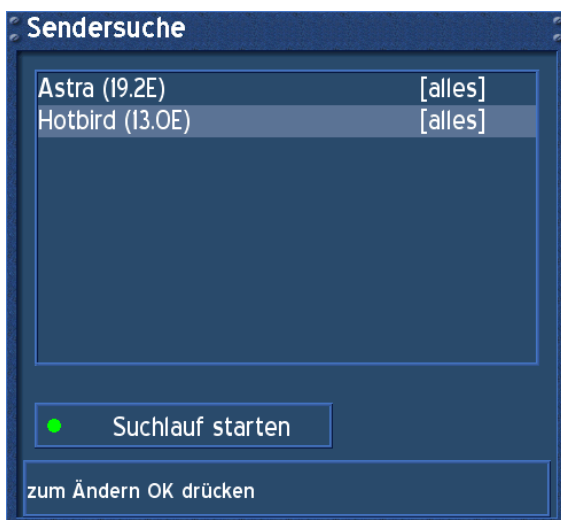 Sendersuche
Astra (19.2E) [alles]
Hotbird (13.0E) [alles]
Suchlauf starten
zum Ändern OK drücken